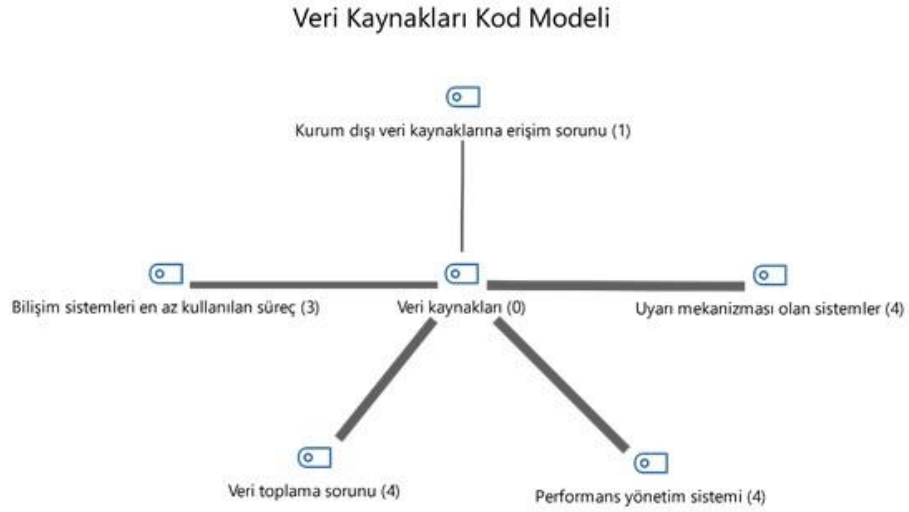 Veri Kaynakları Kod Modeli
Kurum dışı veri kaynaklarına erişim sorunu (1)
Bilişim sistemleri en az kullanılan süreç (3)
Veri kaynakları (0)
Uyarı mekanizması olan sistemler (4)
Veri toplama sorunu (4)
Performans yönetim sistemi (4)